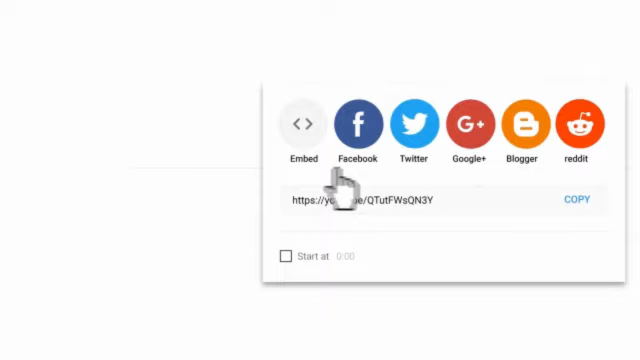 Embed Facebook Twitter Google+ Blogger reddit
QTutFWsQN3Y COPY
Start at 0:00